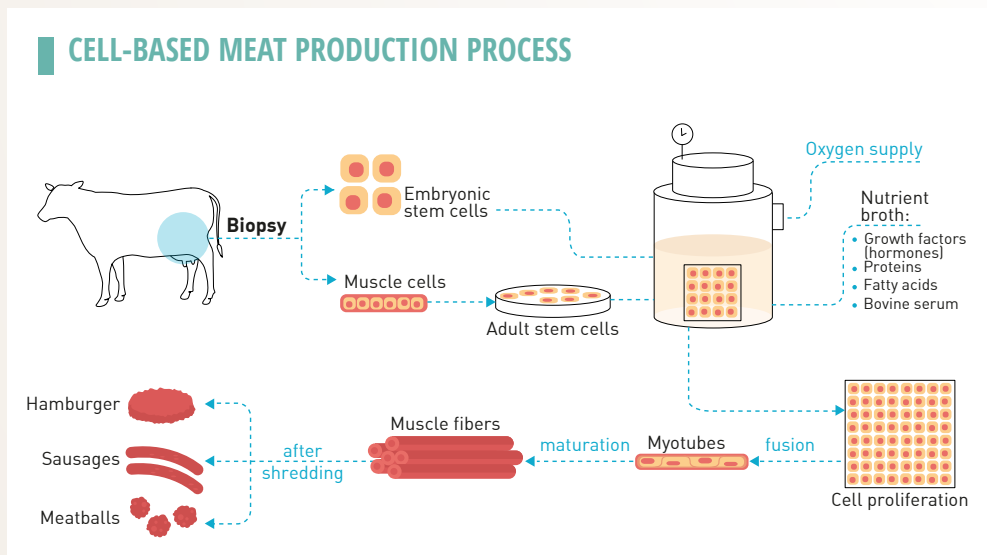 CELL-BASED MEAT PRODUCTION PROCESS
Oxygen supply
Biopsy
Embryonic
stem cells
Nutrient
broth:
• Growth factors
(hormones)
• Proteins
• Fatty acids
• Bovine serum
Muscle cells
Adult stem cells
Hamburger
Sausages
Meatballs
after
shredding
Muscle fibers
maturation
Myotubes
fusion
Cell proliferation